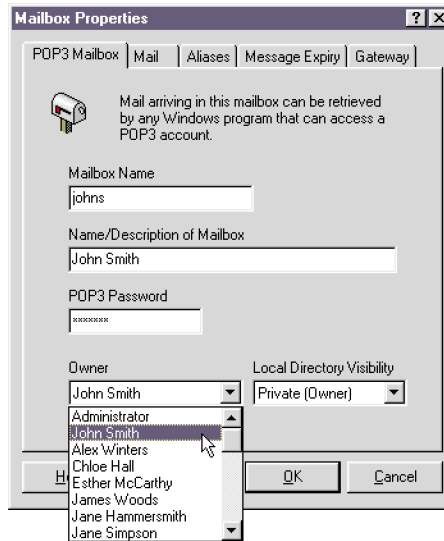 Mailbox Properties
POP3 Mailbox Mail Aliases Message Expiry Gateway
Mail arriving in this mailbox can be retrieved
by any Windows program that can access a
POP3 account.
Mailbox Name
johns
Name/Description of Mailbox
John Smith
POP3 Password
xxxxxxx
Owner Local Directory Visibility
John Smith Private (Owner)
Administrator
John Smith
Alex Winters
Chloe Hall
Esther McCarthy
James Woods
Jane Hammersmith
Jane Simpson
OK Cancel